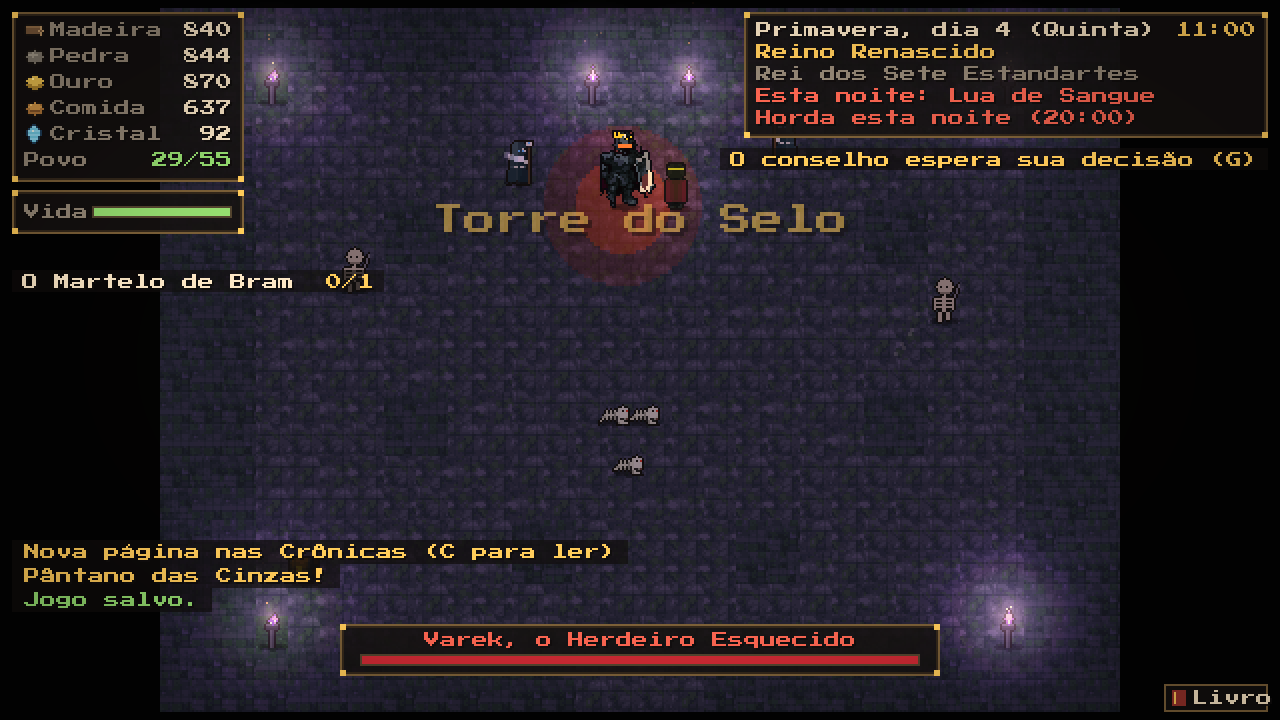 Madeira 840
Pedra 844
Ouro 870
Comida 637
Cristal 92
Povo 29/55
Vida
O Martelo de Bram 0/1
Primavera, dia 4 (Quinta) 11:00
Reino Renascido
Rei dos Sete Estandartes
Esta noite: Lua de Sangue
Horda esta noite (20:00)
O conselho espera sua decisão (G)
Torre do Selo
Nova página nas Crônicas (C para ler)
Pântano das Cinzas!
Jogo salvo.
Varek, o Herdeiro Esquecido
Livro